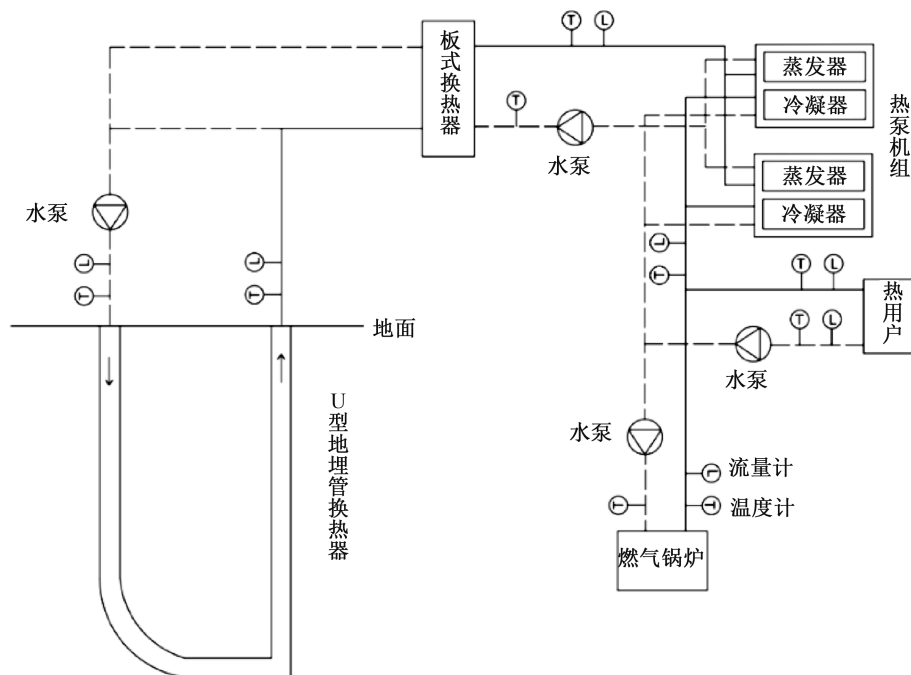 板式换热器
T
L
蒸发器
冷凝器
热泵机组
T
水泵
蒸发器
冷凝器
水泵
L
L
L
T
T
T
T
L
热用户
地面
T
L
水泵
U型地埋管换热器
水泵
L
流量计
T
T
温度计
燃气锅炉